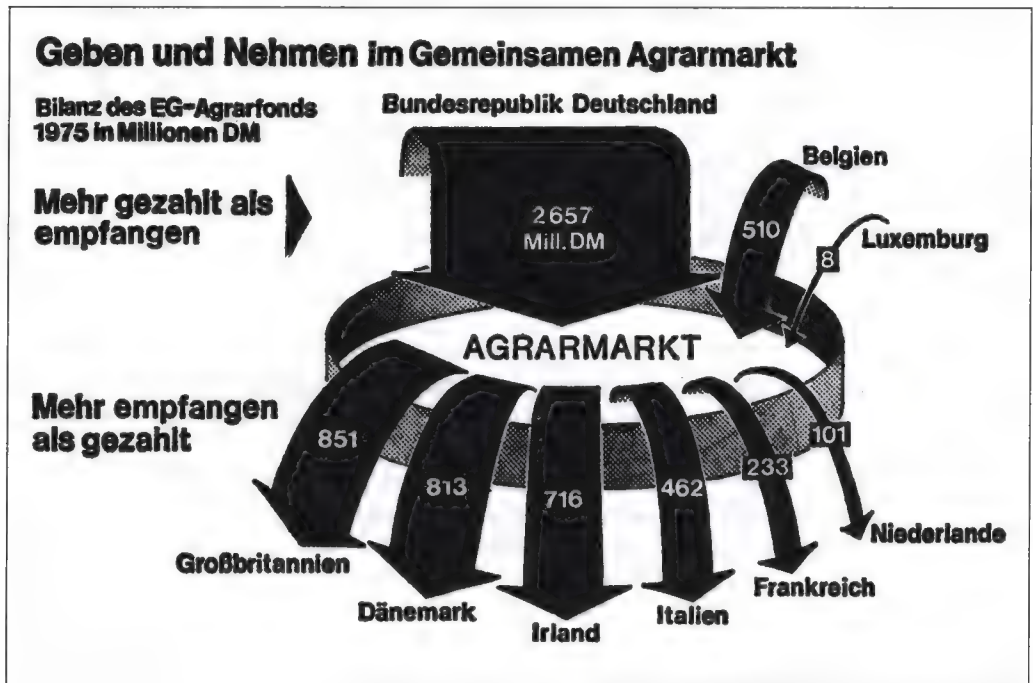 Geben und Nehmen im Gemeinsamen Agrarmarkt
Bilanz des EG-Agrarfonds
1975 in Millionen DM
Bundesrepublik Deutschland
Belgien
Mehr gezahlt als
empfangen
2657
Mill. DM
510
8
Luxemburg
AGRARMARKT
Mehr empfangen
als gezahlt
851
813
716
462
233
101
Großbritannien
Dänemark
Irland
Italien
Frankreich
Niederlande